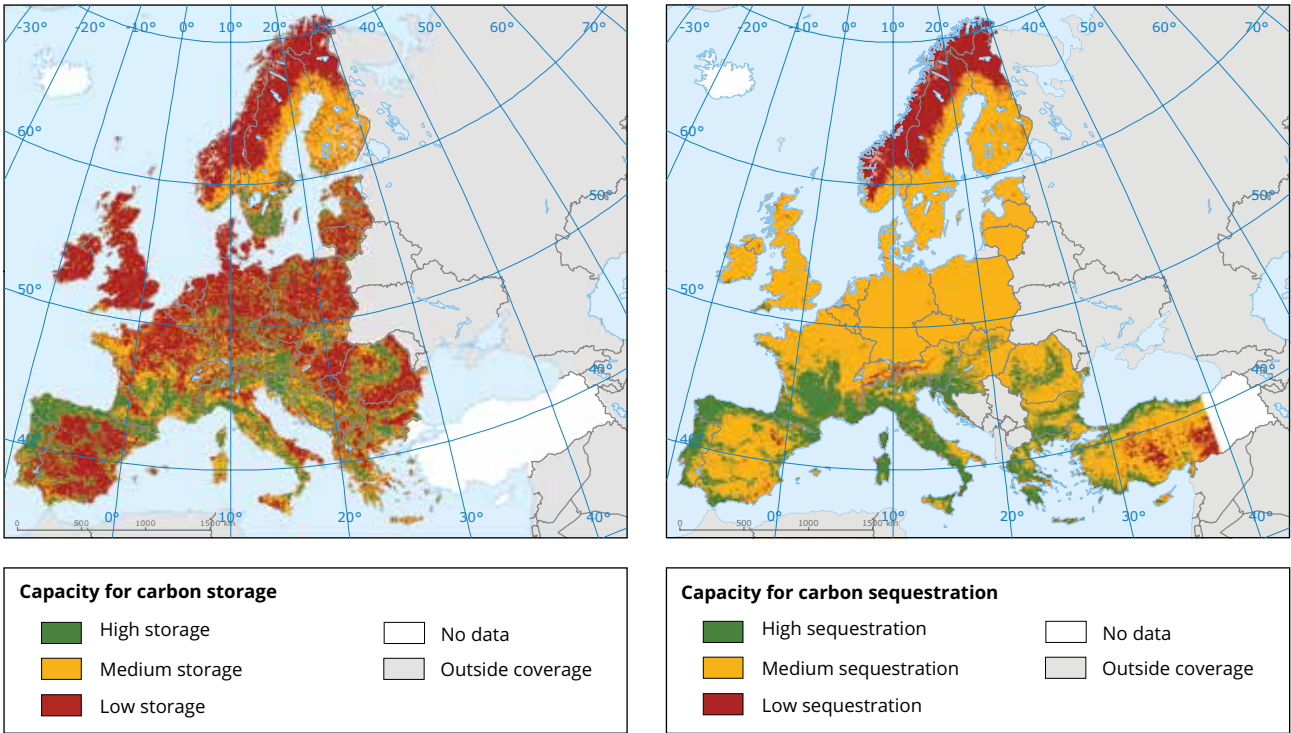 -30° -20° -10° 0° 10° 20° 30° 40° 50° 60° 70°
60°
50°
50°
40°
40°
0° 10° 20° 30° 40°
0 500 1000 1500 km
Capacity for carbon storage
High storage
Medium storage
Low storage
No data
Outside coverage
-30° -20° -10° 0° 10° 20° 30° 40° 50° 60° 70°
60°
50°
50°
40°
40°
0° 10° 20° 30° 40°
0 500 1000 1500 km
Capacity for carbon sequestration
High sequestration
Medium sequestration
Low sequestration
No data
Outside coverage